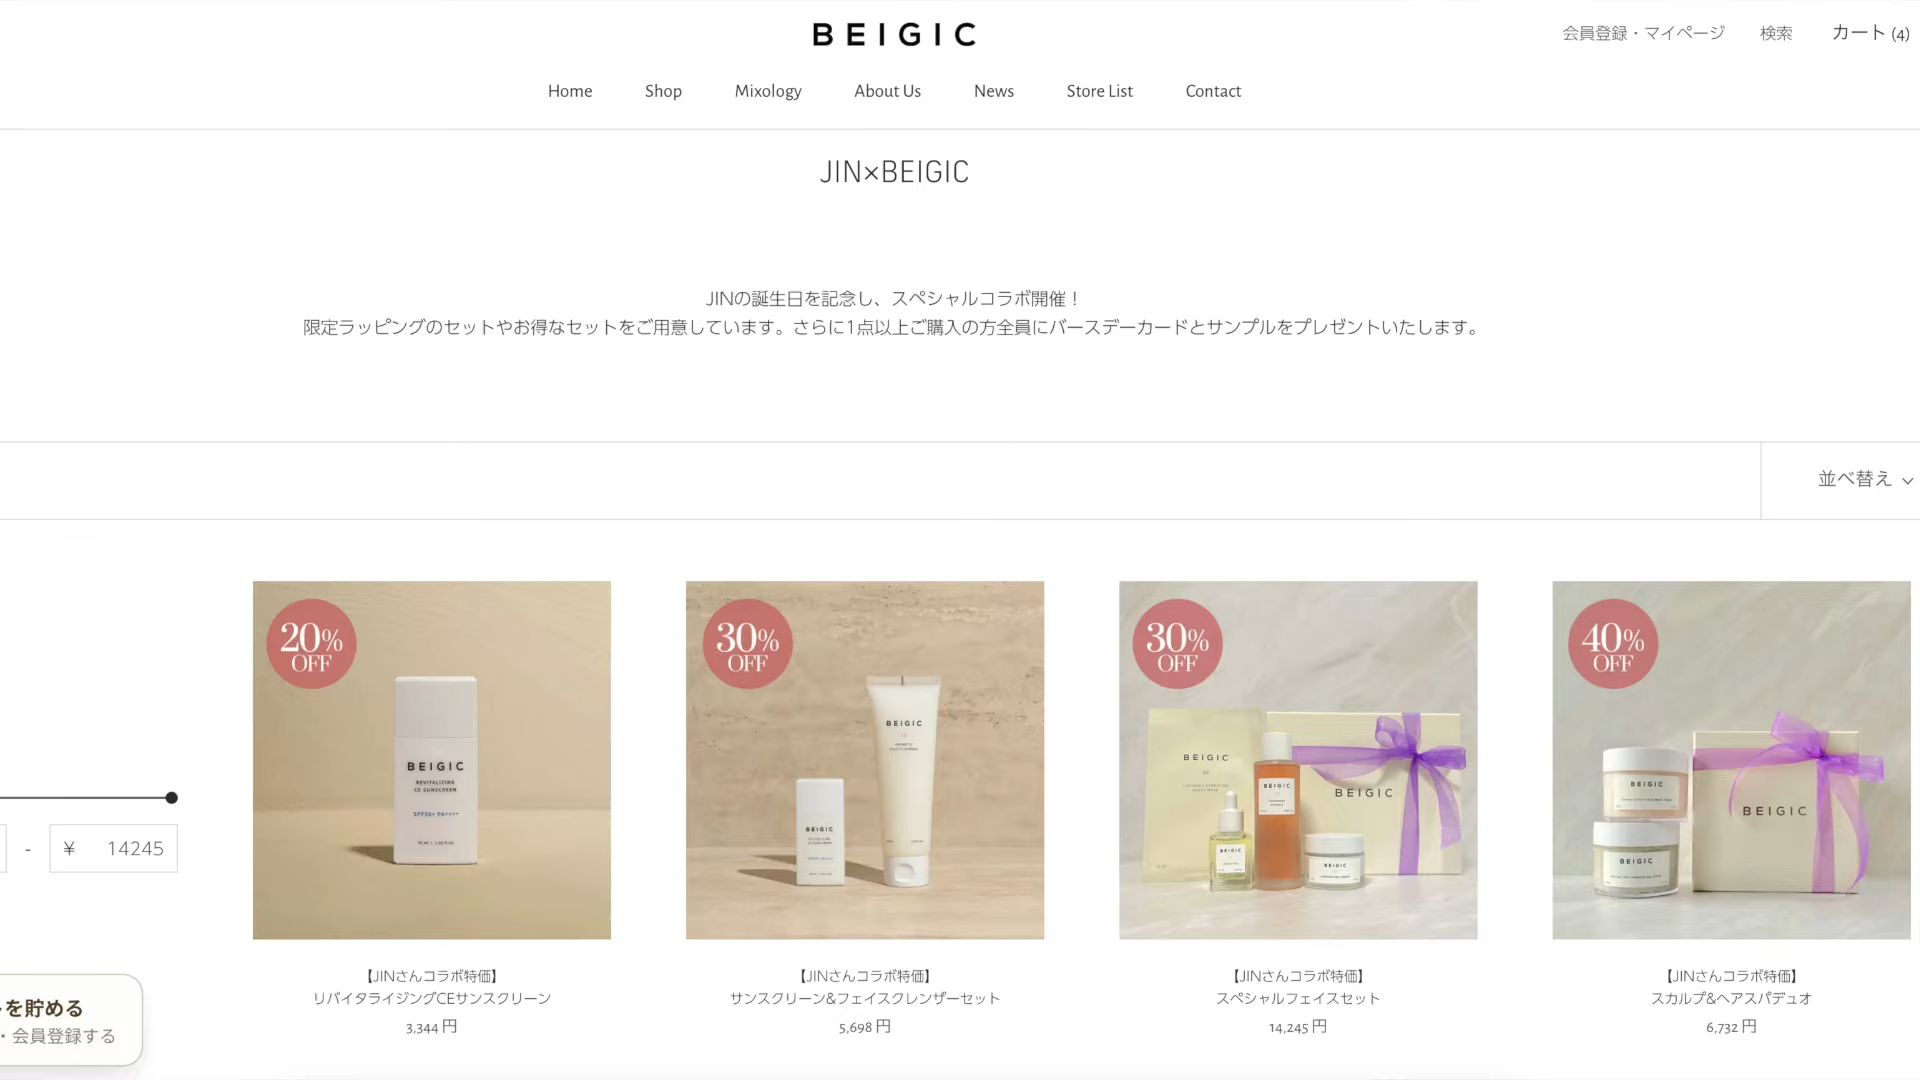 BEIGIC
会員登録・マイページ
検索
カート (4)
Home
Shop
Mixology
About Us
News
Store List
Contact
JIN×BEIGIC
JINの誕生日を記念し、スペシャルコラボ開催！
限定ラッピングのセットやお得なセットをご用意しています。さらに1点以上ご購入の方全員にバースデーカードとサンプルをプレゼントいたします。
並べ替え
- ¥ 14245
20% OFF
BEIGIC
REVITALIZING
CE SUNSCREEN
SPF50+ PA++++
30% OFF
BEIGIC
BEIGIC
30% OFF
BEIGIC
BEIGIC
BEIGIC
BEIGIC
BEIGIC
40% OFF
BEIGIC
BEIGIC
BEIGIC
【JINさんコラボ特価】
リバイタライジングCEサンスクリーン
3,344 円
【JINさんコラボ特価】
サンスクリーン&フェイスクレンザーセット
5,698 円
【JINさんコラボ特価】
スペシャルフェイスセット
14,245 円
【JINさんコラボ特価】
スカルプ&ヘアスパデュオ
6,732 円
を貯める
・会員登録する